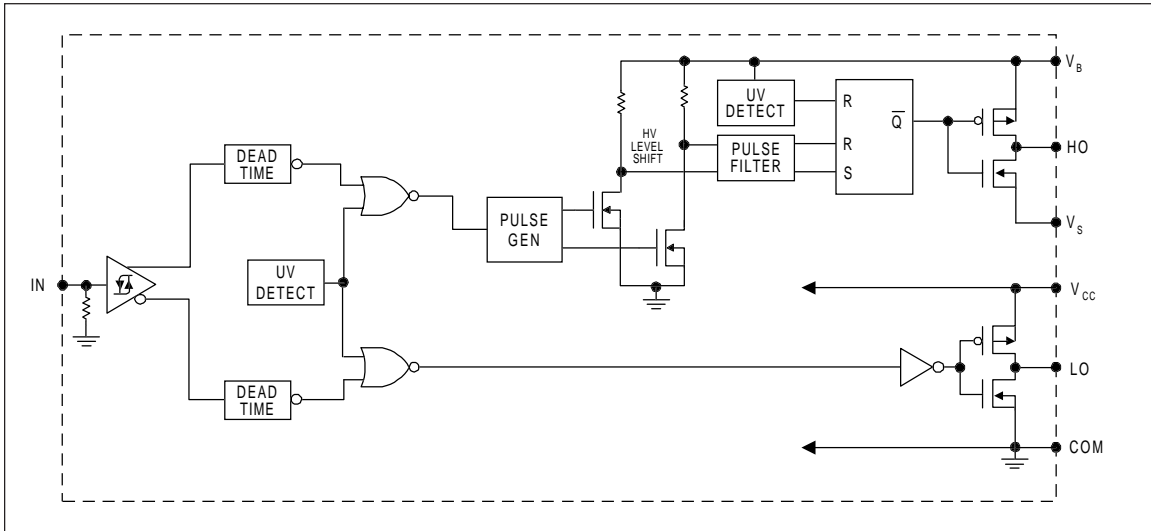 V_B
UV
DETECT
R
Q̅
HV
LEVEL
SHIFT
R
PULSE
FILTER
S
HO
DEAD
TIME
PULSE
GEN
V_S
UV
DETECT
IN
V_CC
LO
DEAD
TIME
COM